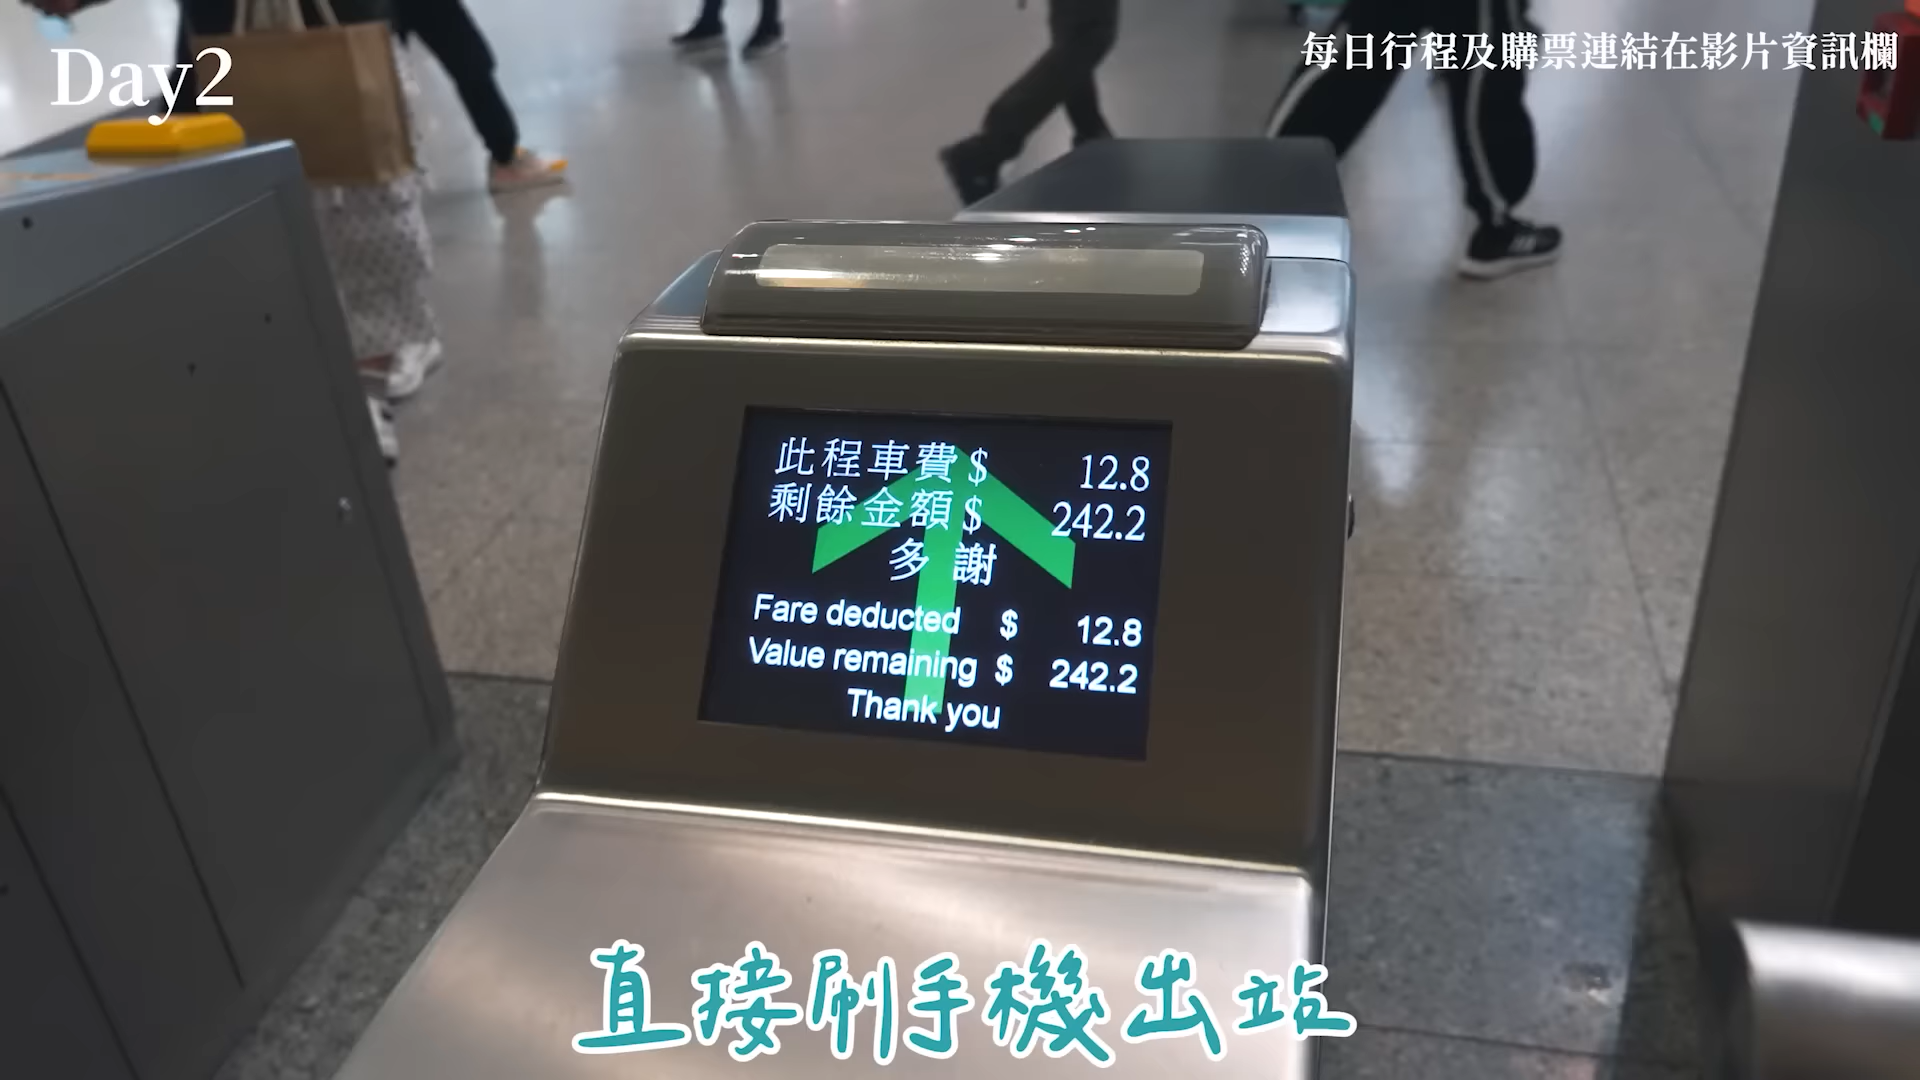 Day2
每日行程及購票連結在影片資訊欄
此程車費$ 12.8
剩餘金額$ 242.2
多謝
Fare deducted $ 12.8
Value remaining $ 242.2
Thank you
直接刷手機出站